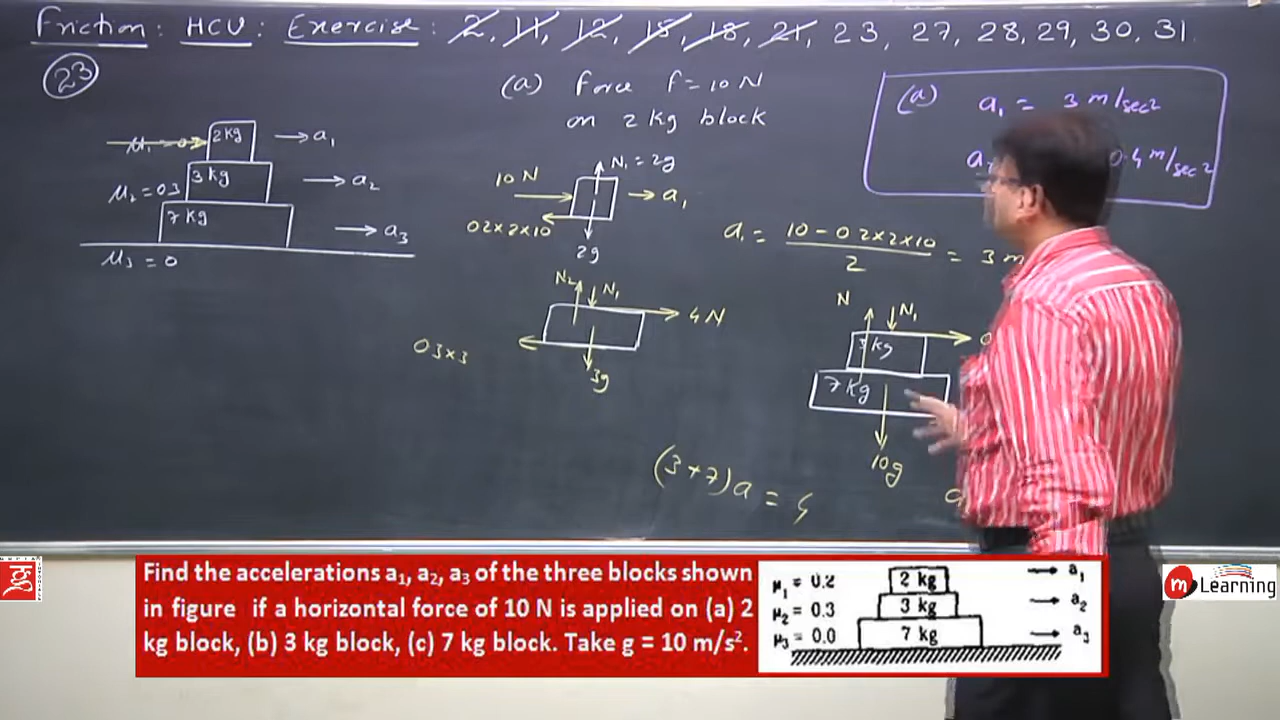 Friction: HCV: Exercise: 2, 11, 12, 15, 18, 21, 23, 27, 28, 29, 30, 31
23
(a) Force f = 10 N
on 2 kg block
(a) a₁ = 3 m/sec²
0.4 m/sec²
2 kg → a₁
μ₂ = 0.3 3 kg → a₂
7 kg → a₃
μ₃ = 0
N₁ = 2g
10 N → a₁
0.2×2×10
2g
a₁ = (10 - 0.2×2×10)/2 = 3 m
N₂ N₁
4 N
0.3×3
3g
N N₁
3 kg
7 kg
10g
(3+7)a = 4
a
Find the accelerations a₁, a₂, a₃ of the three blocks shown
in figure if a horizontal force of 10 N is applied on (a) 2
kg block, (b) 3 kg block, (c) 7 kg block. Take g = 10 m/s².
μ₁ = 0.2 2 kg → a₁
μ₂ = 0.3 3 kg → a₂
μ₃ = 0.0 7 kg → a₃
m Learning